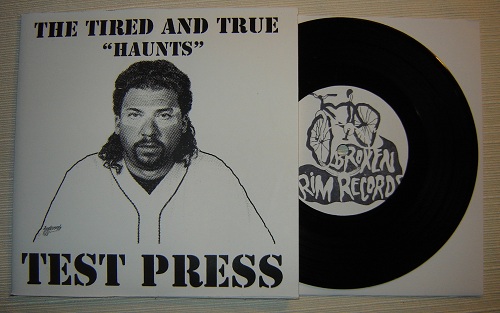 THE TIRED AND TRUE
"HAUNTS"
TEST PRESS
BROKEN
RIM RECORDS